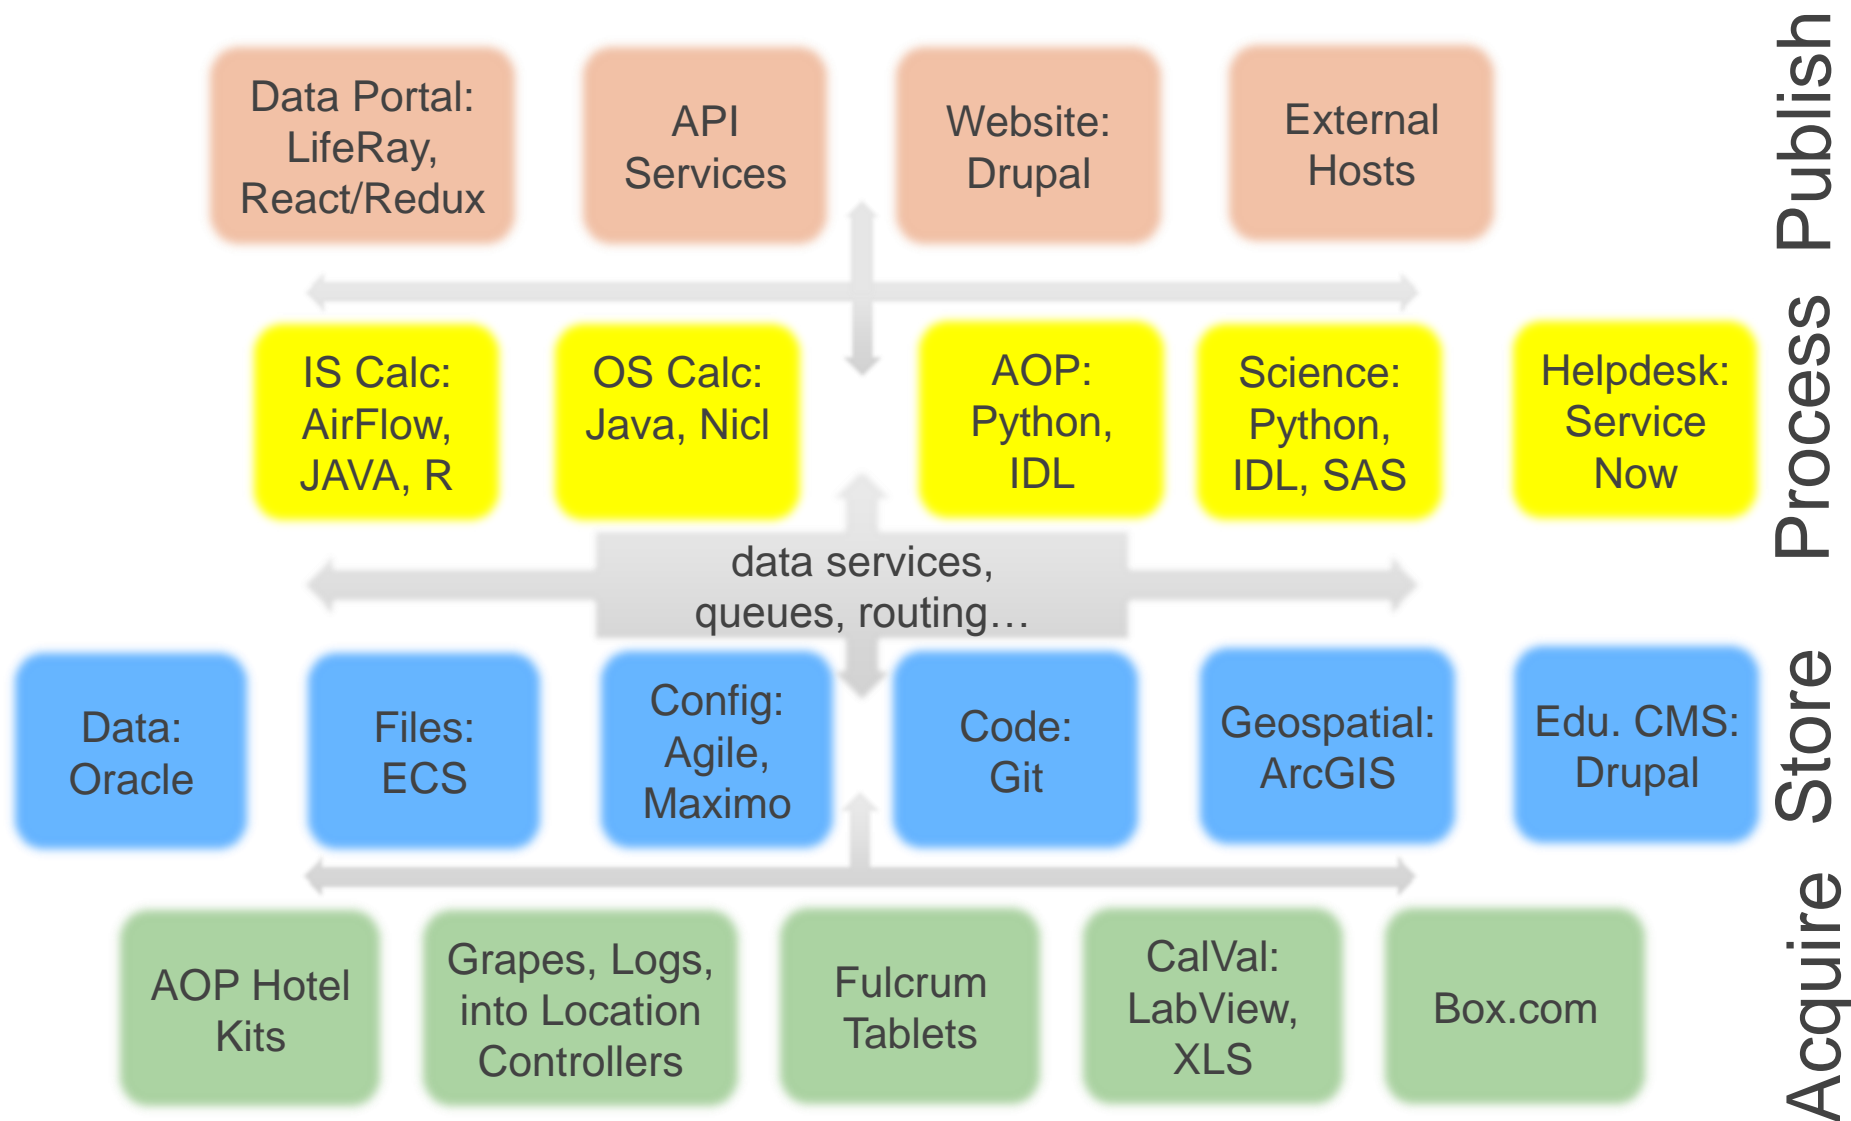 Data Portal:
LifeRay,
React/Redux
API
Services
Website:
Drupal
External
Hosts
Publish
IS Calc:
AirFlow,
JAVA, R
OS Calc:
Java, Nicl
AOP:
Python,
IDL
Science:
Python,
IDL, SAS
Helpdesk:
Service
Now
Process
data services,
queues, routing…
Data:
Oracle
Files:
ECS
Config:
Agile,
Maximo
Code:
Git
Geospatial:
ArcGIS
Edu. CMS:
Drupal
Store
AOP Hotel
Kits
Grapes, Logs,
into Location
Controllers
Fulcrum
Tablets
CalVal:
LabView,
XLS
Box.com
Acquire